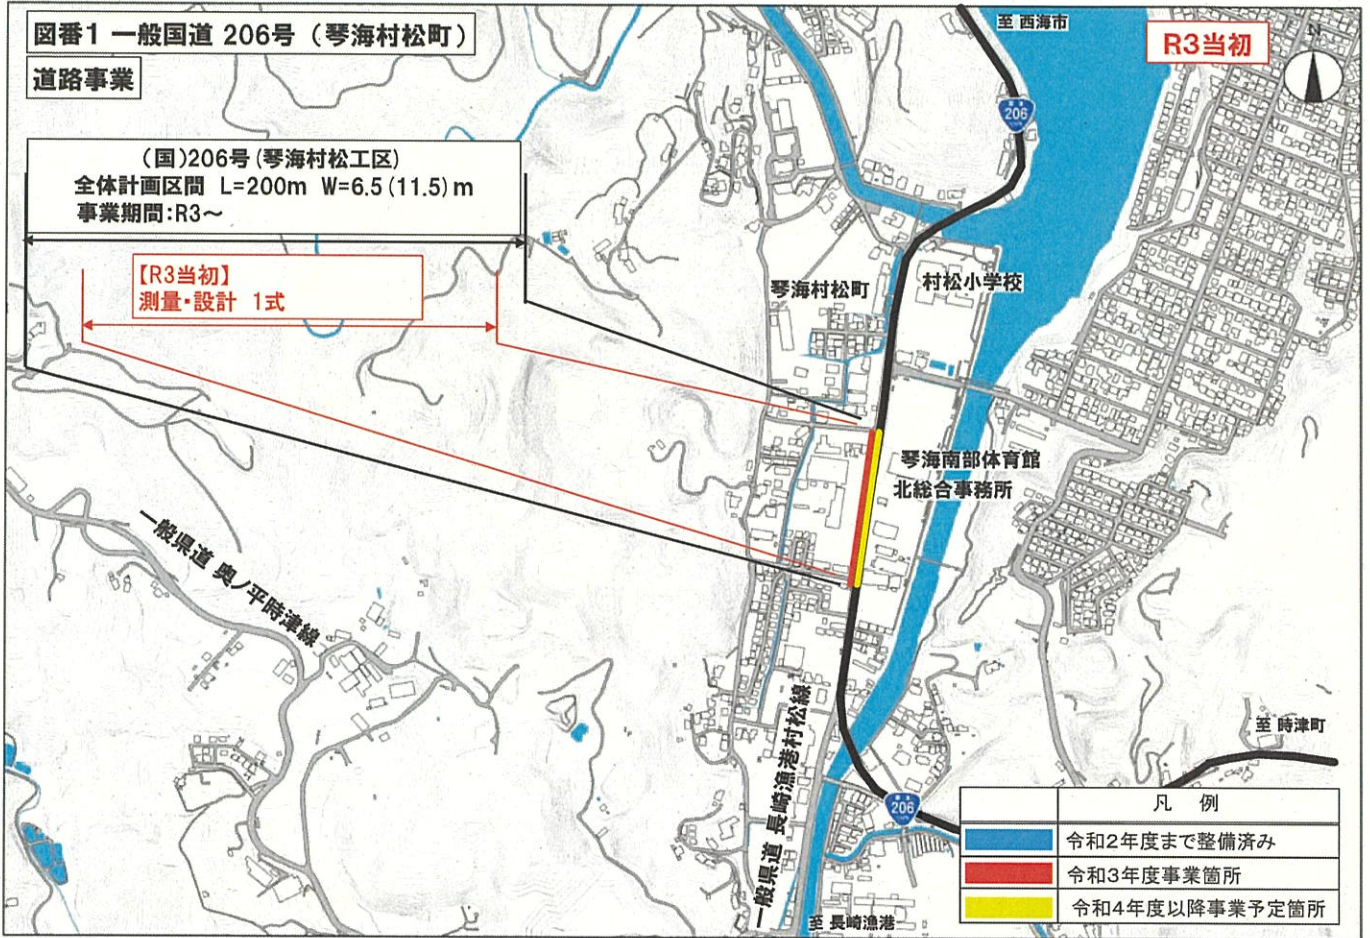 図番1 一般国道 206号（琴海村松町）
道路事業
R3当初
至 西海市
206
（国)206号(琴海村松工区)
全体計画区間 L=200m W=6.5(11.5)m
事業期間:R3～
【R3当初】
測量・設計 1式
琴海村松町
村松小学校
琴海南部体育館
北総合事務所
一般県道 奥ノ平時津線
一般県道 長崎漁港村松線
至 時津町
206
至 長崎漁港
凡 例
令和2年度まで整備済み
令和3年度事業箇所
令和4年度以降事業予定箇所